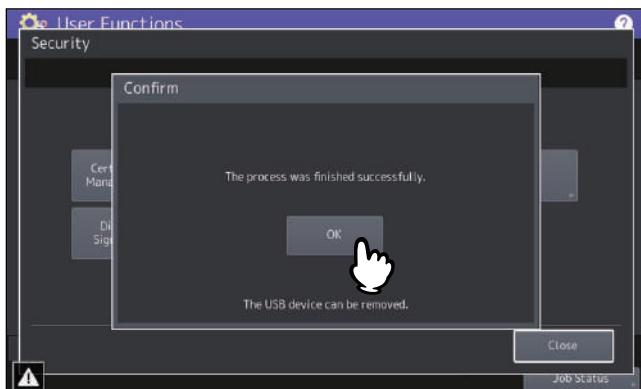 User Functions
Security
Confirm
The process was finished successfully.
OK
The USB device can be removed.
Close
Job Status